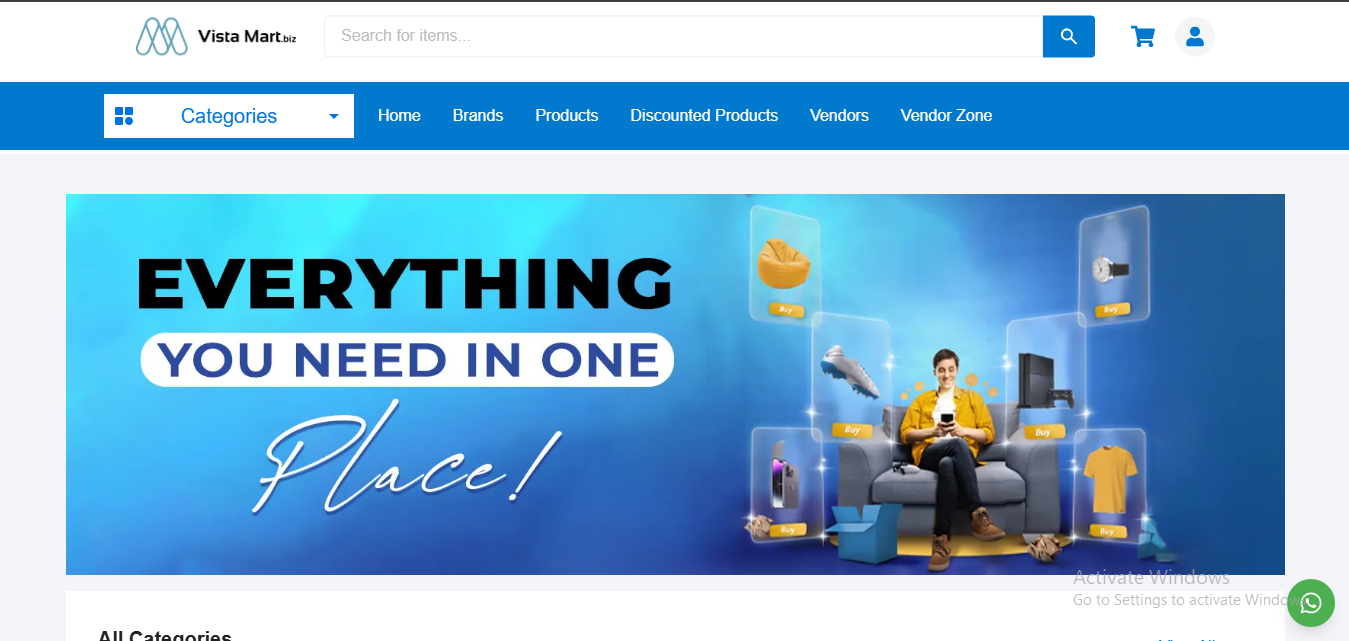 Vista Mart.biz
Search for items...
Categories
Home
Brands
Products
Discounted Products
Vendors
Vendor Zone
EVERYTHING
YOU NEED IN ONE
Place!
Buy
Buy
Buy
Buy
Buy
Buy
Activate Windows
Go to Settings to activate Windows
All Categories
View All